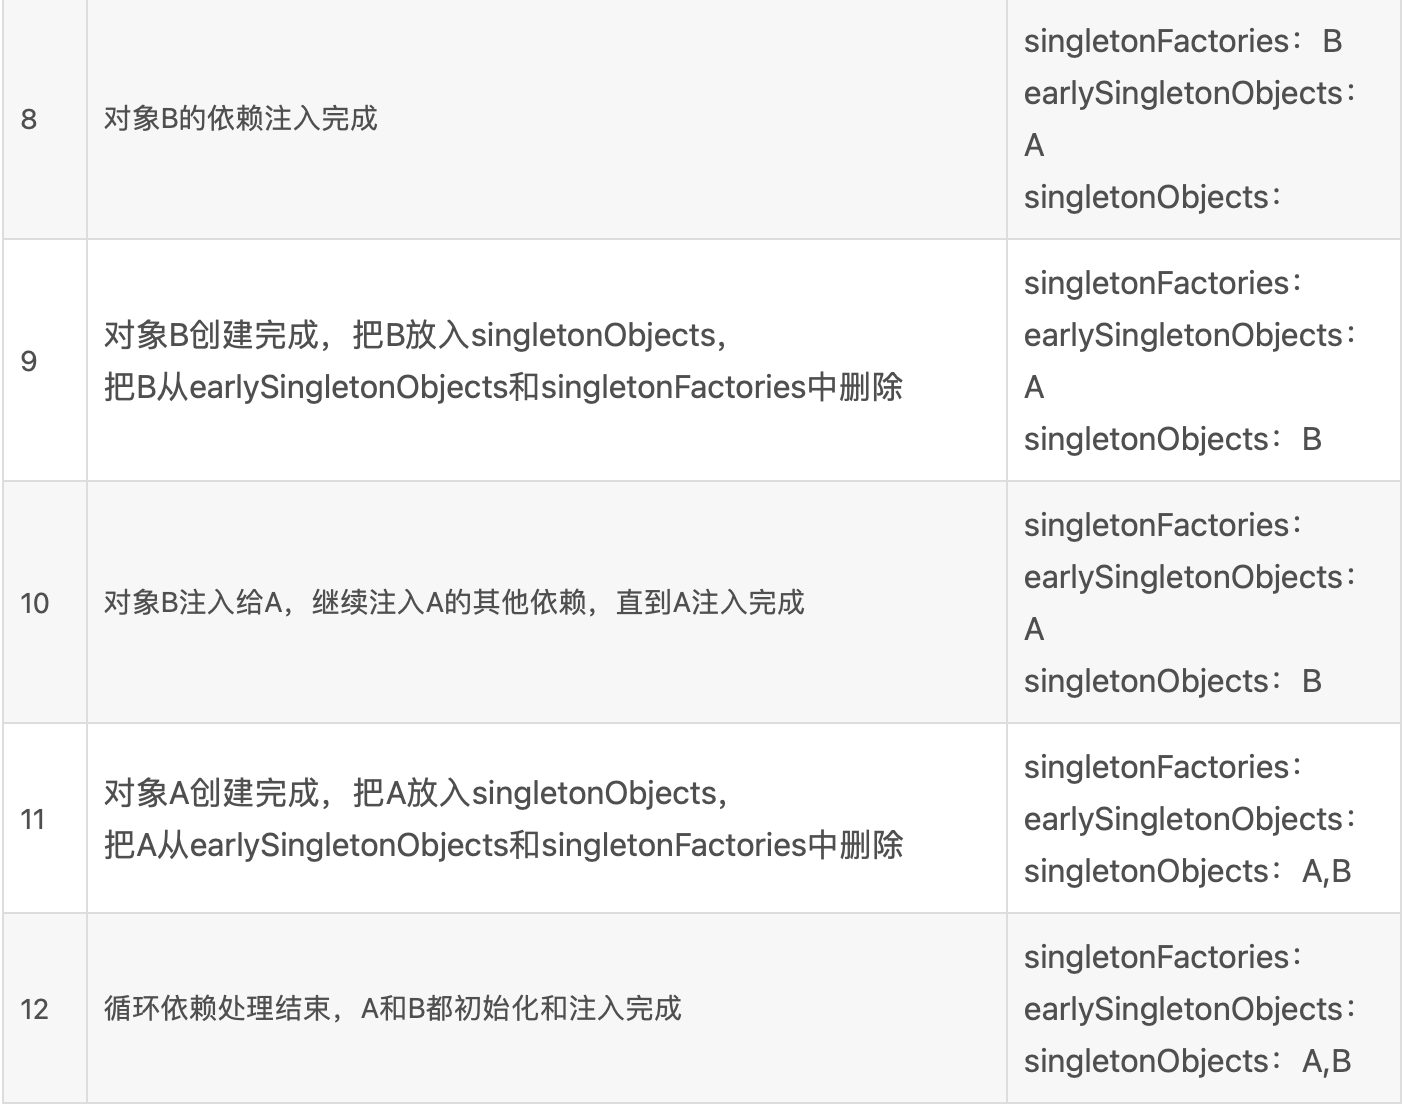 8
对象B的依赖注入完成
singletonFactories：B
earlySingletonObjects：
A
singletonObjects：
9
对象B创建完成，把B放入singletonObjects，
把B从earlySingletonObjects和singletonFactories中删除
singletonFactories：
earlySingletonObjects：
A
singletonObjects：B
10
对象B注入给A，继续注入A的其他依赖，直到A注入完成
singletonFactories：
earlySingletonObjects：
A
singletonObjects：B
11
对象A创建完成，把A放入singletonObjects，
把A从earlySingletonObjects和singletonFactories中删除
singletonFactories：
earlySingletonObjects：
singletonObjects：A,B
12
循环依赖处理结束，A和B都初始化和注入完成
singletonFactories：
earlySingletonObjects：
singletonObjects：A,B